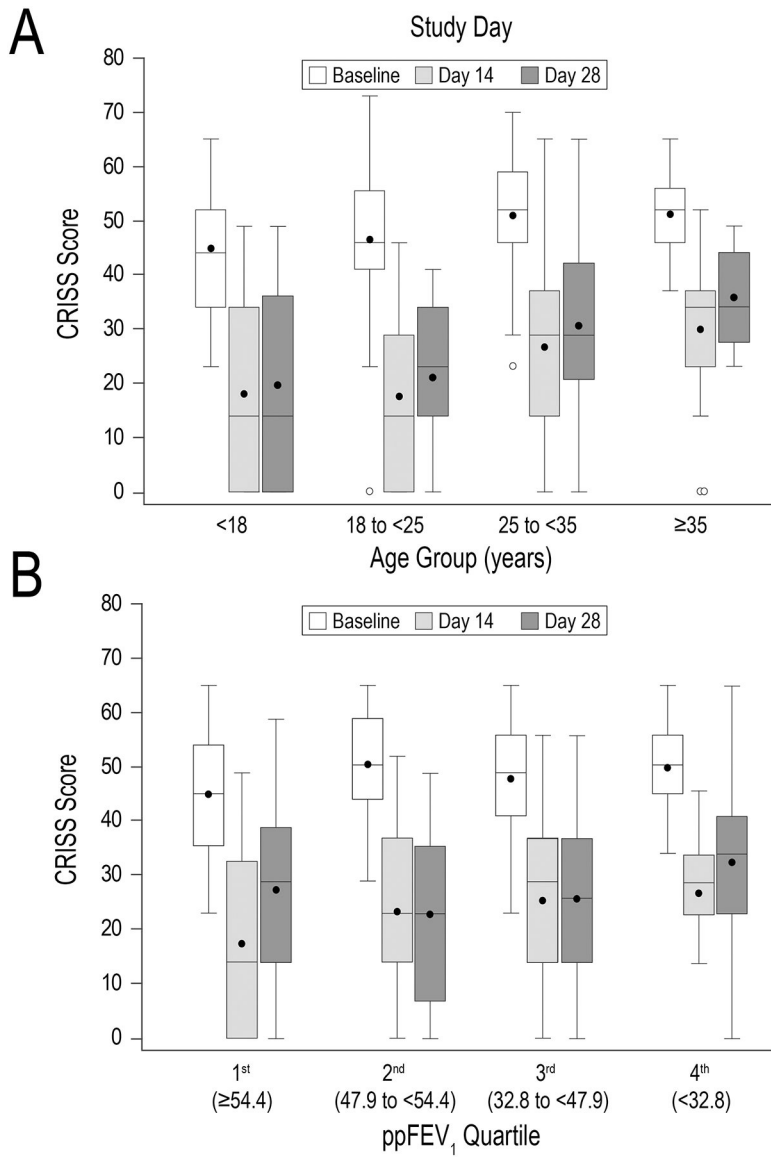 A
Study Day
Baseline Day 14 Day 28
80
70
60
50
40
30
20
10
0
CRISS Score
<18 18 to <25 25 to <35 ≥35
Age Group (years)
B
Baseline Day 14 Day 28
80
70
60
50
40
30
20
10
0
CRISS Score
1st 2nd 3rd 4th
(≥54.4) (47.9 to <54.4) (32.8 to <47.9) (<32.8)
ppFEV1 Quartile